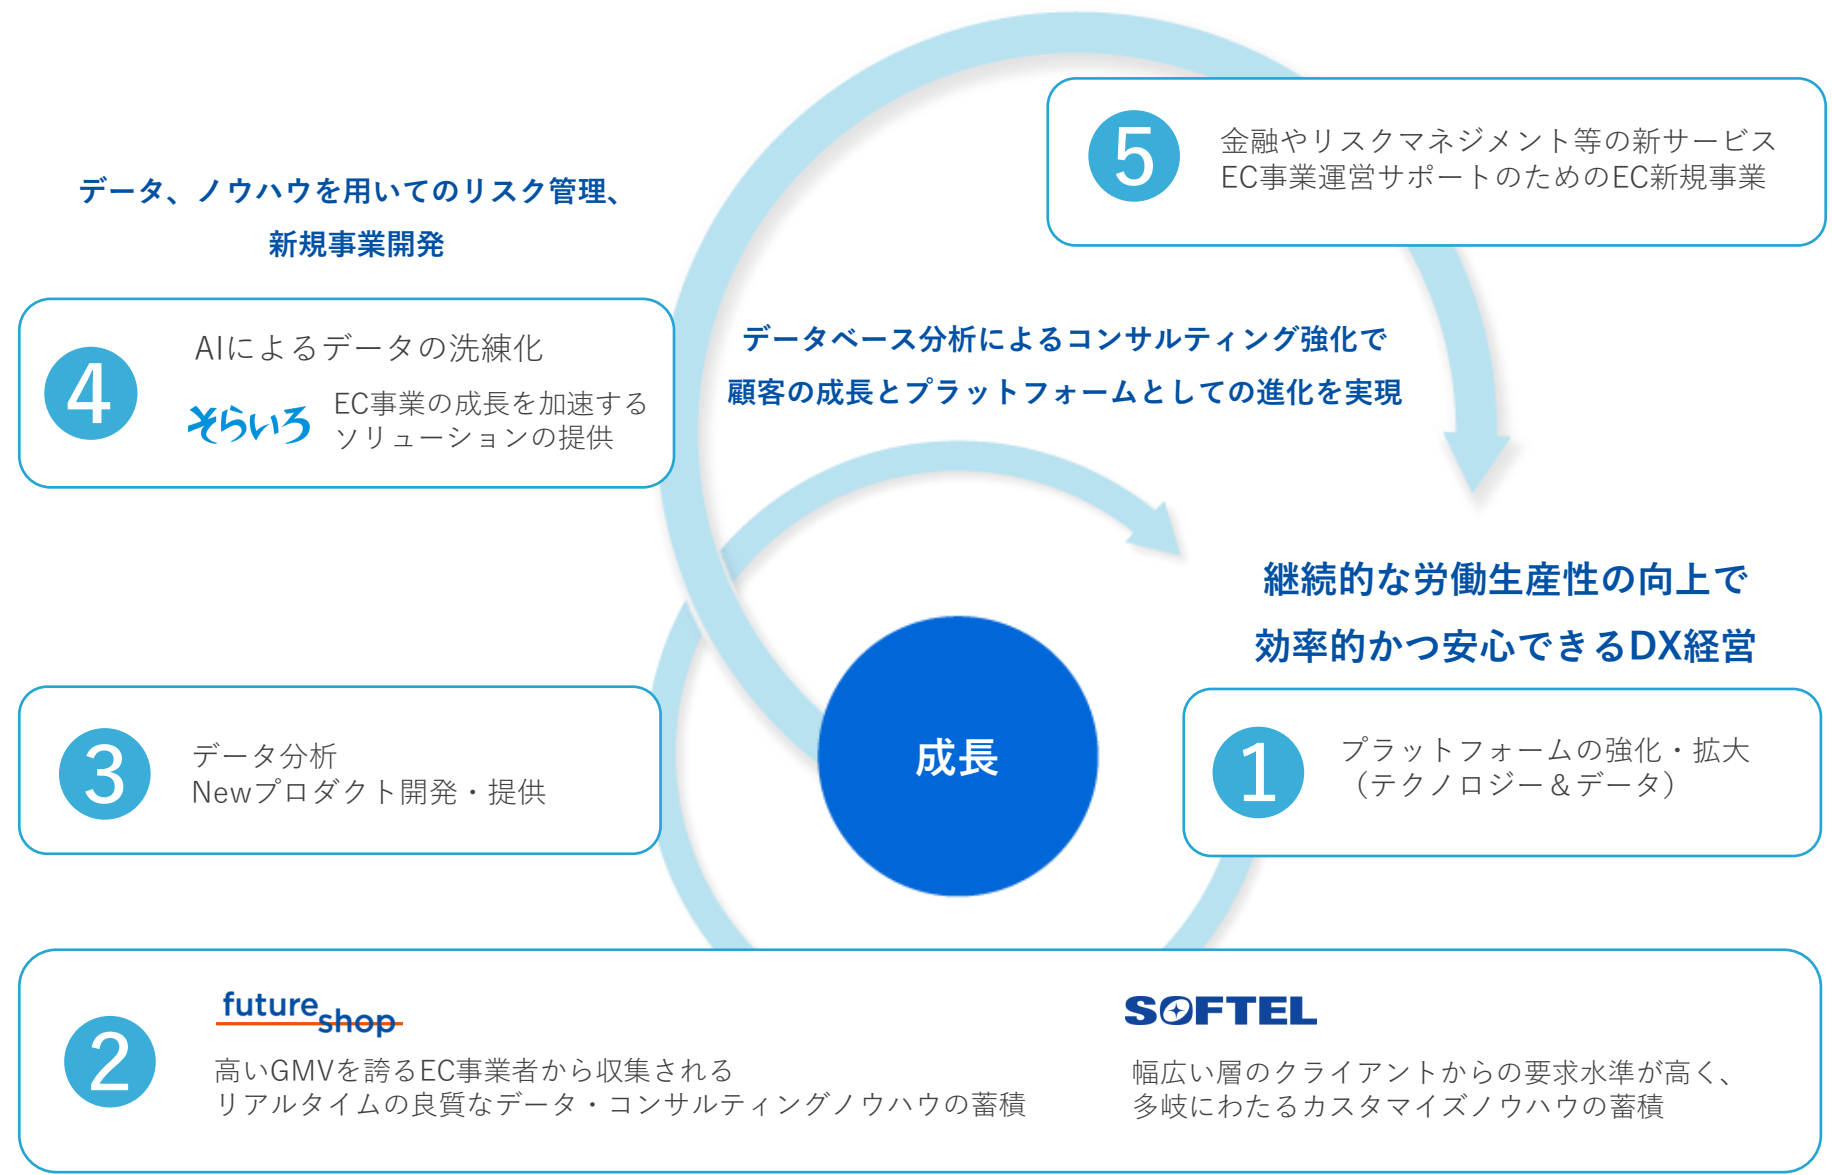 5
金融やリスクマネジメント等の新サービス
EC事業運営サポートのためのEC新規事業
データ、ノウハウを用いてのリスク管理、
新規事業開発
4
AIによるデータの洗練化
そらいろ
EC事業の成長を加速する
ソリューションの提供
データベース分析によるコンサルティング強化で
顧客の成長とプラットフォームとしての進化を実現
継続的な労働生産性の向上で
効率的かつ安心できるDX経営
3
データ分析
Newプロダクト開発・提供
成長
1
プラットフォームの強化・拡大
（テクノロジー＆データ）
2
future
shop
高いGMVを誇るEC事業者から収集される
リアルタイムの良質なデータ・コンサルティングノウハウの蓄積
SOFTEL
幅広い層のクライアントからの要求水準が高く、
多岐にわたるカスタマイズノウハウの蓄積